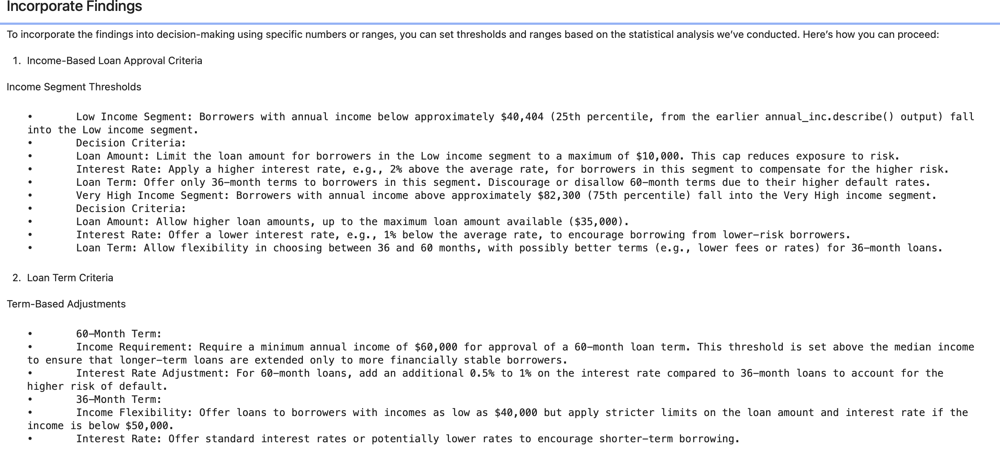 Incorporate Findings
To incorporate the findings into decision-making using specific numbers or ranges, you can set thresholds and ranges based on the statistical analysis we’ve conducted. Here’s how you can proceed:
1. Income-Based Loan Approval Criteria
Income Segment Thresholds
• Low Income Segment: Borrowers with annual income below approximately $40,404 (25th percentile, from the earlier annual_inc.describe() output) fall
into the Low income segment.
• Decision Criteria:
• Loan Amount: Limit the loan amount for borrowers in the Low income segment to a maximum of $10,000. This cap reduces exposure to risk.
• Interest Rate: Apply a higher interest rate, e.g., 2% above the average rate, for borrowers in this segment to compensate for the higher risk.
• Loan Term: Offer only 36-month terms to borrowers in this segment. Discourage or disallow 60-month terms due to their higher default rates.
• Very High Income Segment: Borrowers with annual income above approximately $82,300 (75th percentile) fall into the Very High income segment.
• Decision Criteria:
• Loan Amount: Allow higher loan amounts, up to the maximum loan amount available ($35,000).
• Interest Rate: Offer a lower interest rate, e.g., 1% below the average rate, to encourage borrowing from lower-risk borrowers.
• Loan Term: Allow flexibility in choosing between 36 and 60 months, with possibly better terms (e.g., lower fees or rates) for 36-month loans.
2. Loan Term Criteria
Term-Based Adjustments
• 60-Month Term:
• Income Requirement: Require a minimum annual income of $60,000 for approval of a 60-month loan term. This threshold is set above the median income
to ensure that longer-term loans are extended only to more financially stable borrowers.
• Interest Rate Adjustment: For 60-month loans, add an additional 0.5% to 1% on the interest rate compared to 36-month loans to account for the
higher risk of default.
• 36-Month Term:
• Income Flexibility: Offer loans to borrowers with incomes as low as $40,000 but apply stricter limits on the loan amount and interest rate if the
income is below $50,000.
• Interest Rate: Offer standard interest rates or potentially lower rates to encourage shorter-term borrowing.